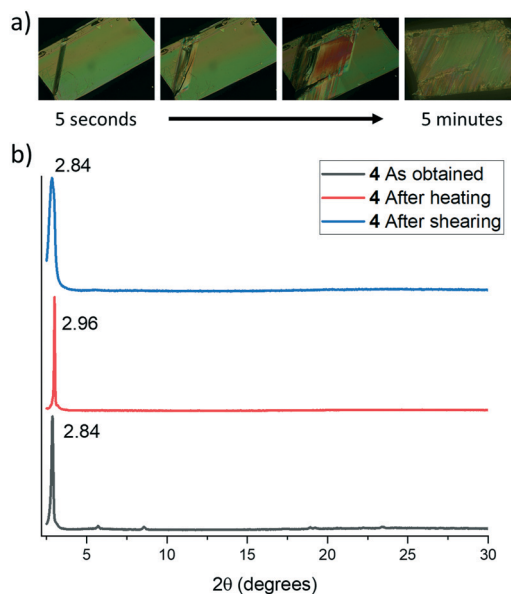 a)
5 seconds
5 minutes
b)
2.84
4 As obtained
4 After heating
4 After shearing
2.96
2.84
5
10
15
20
25
30
2θ (degrees)